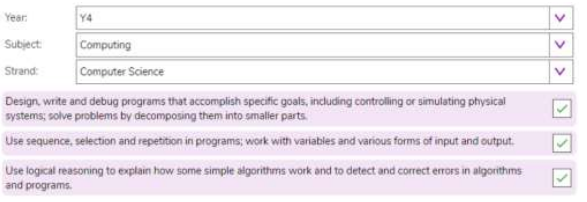 Year: Y4
Subject: Computing
Strand: Computer Science
Design, write and debug programs that accomplish specific goals, including controlling or simulating physical
systems; solve problems by decomposing them into smaller parts.
Use sequence, selection and repetition in programs; work with variables and various forms of input and output.
Use logical reasoning to explain how some simple algorithms work and to detect and correct errors in algorithms
and programs.